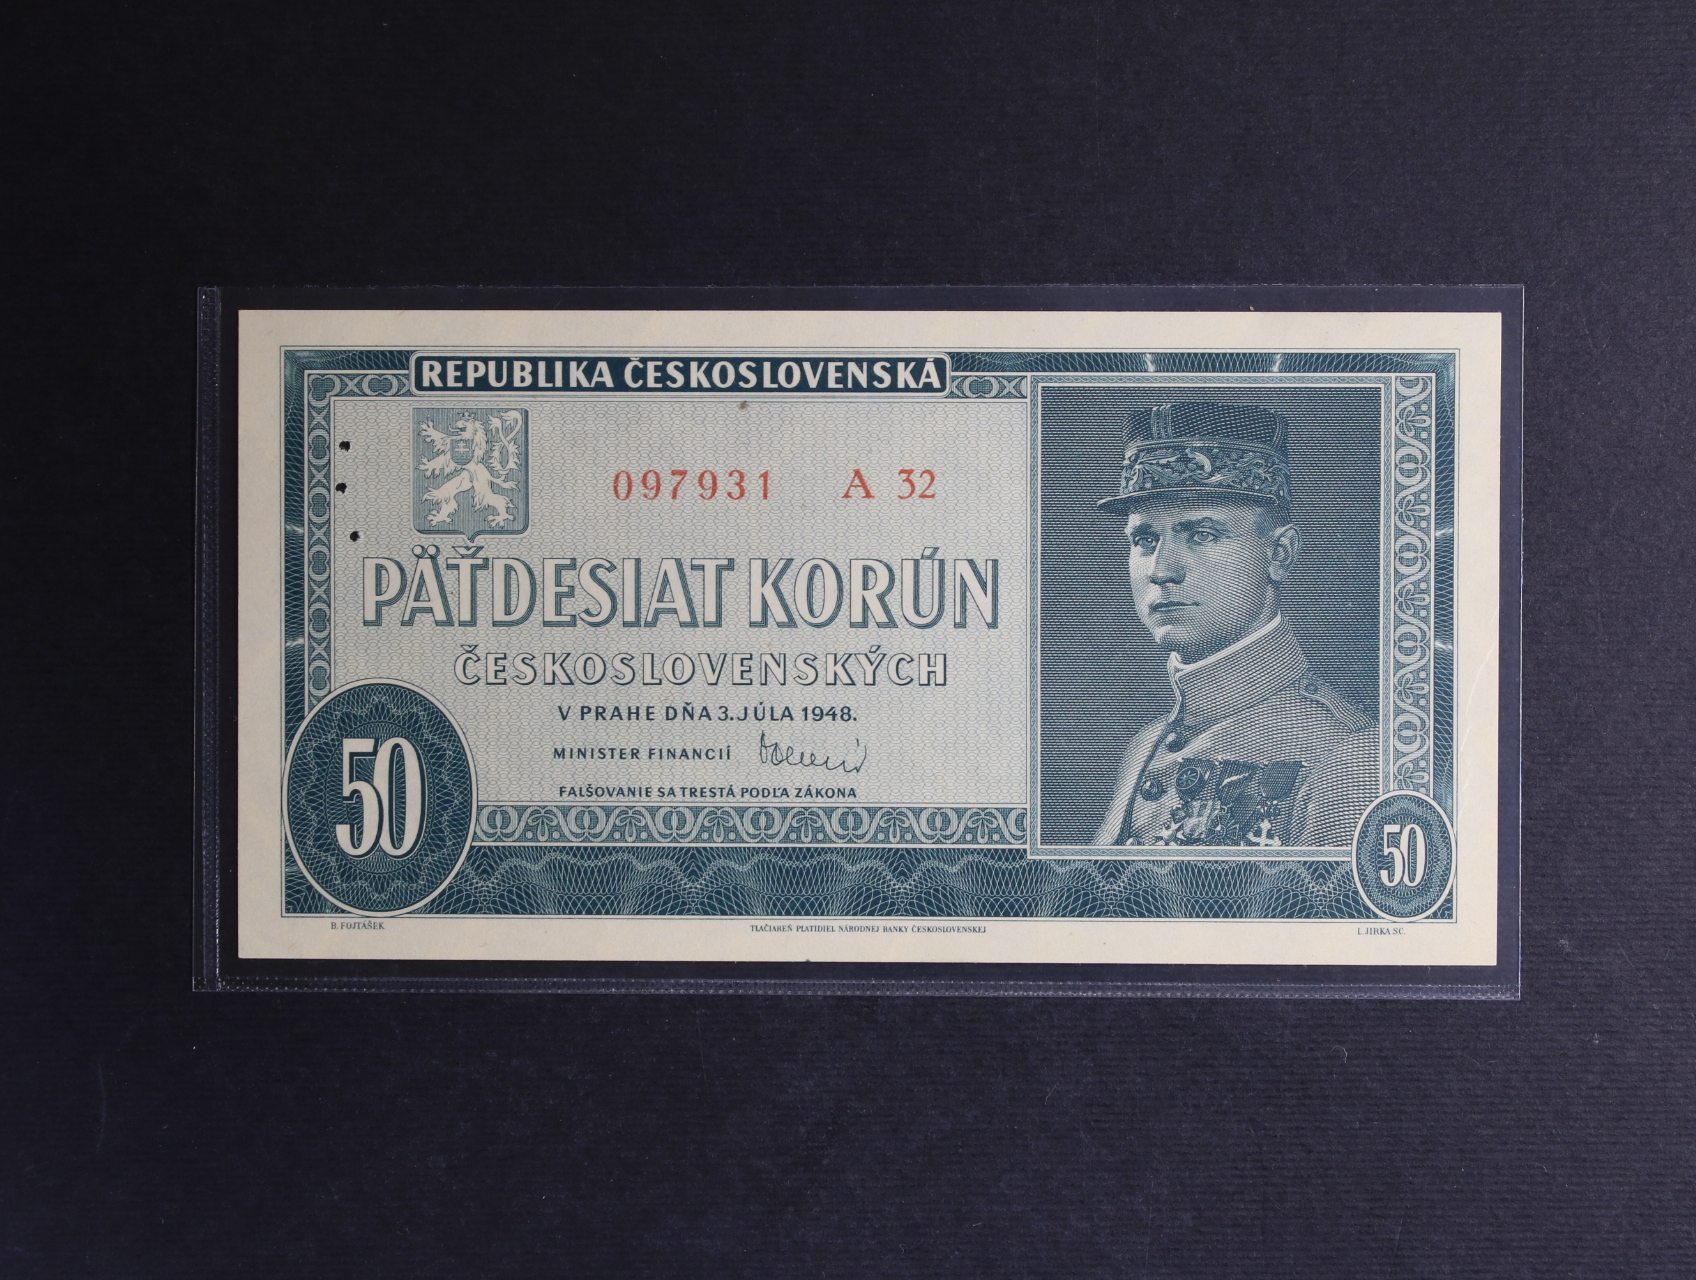 REPUBLIKA ČESKOSLOVENSKÁ
097931 A 32
PÄŤDESIAT KORÚN
ČESKOSLOVENSKÝCH
V PRAHE DŇA 3. JÚLA 1948.
MINISTER FINANCIÍ
FALŠOVANIE SA TRESTÁ PODĽA ZÁKONA
50
50
B. FOJTÁŠEK
TLAČIAREŇ PLATIDIEL NÁRODNEJ BANKY ČESKOSLOVENSKEJ
L. JIRKA SC.